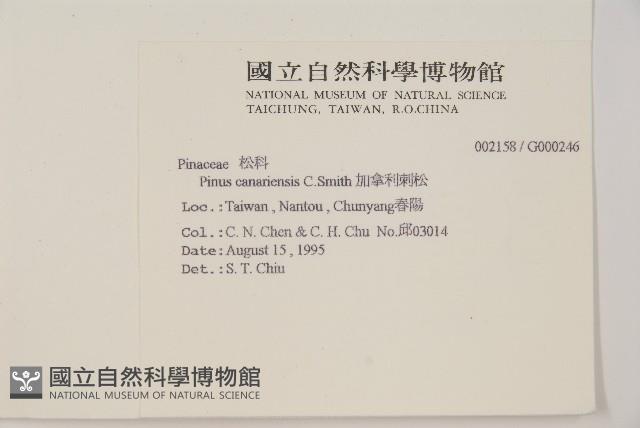 國立自然科學博物館
NATIONAL MUSEUM OF NATURAL SCIENCE
TAICHUNG, TAIWAN, R.O.CHINA
002158 / G000246
Pinaceae 松科
Pinus canariensis C.Smith 加拿利刺松
Loc.: Taiwan , Nantou , Chunyang春陽
Col.: C. N. Chen & C. H. Chu No.邱03014
Date: August 15 , 1995
Det.: S. T. Chiu
國立自然科學博物館
NATIONAL MUSEUM OF NATURAL SCIENCE